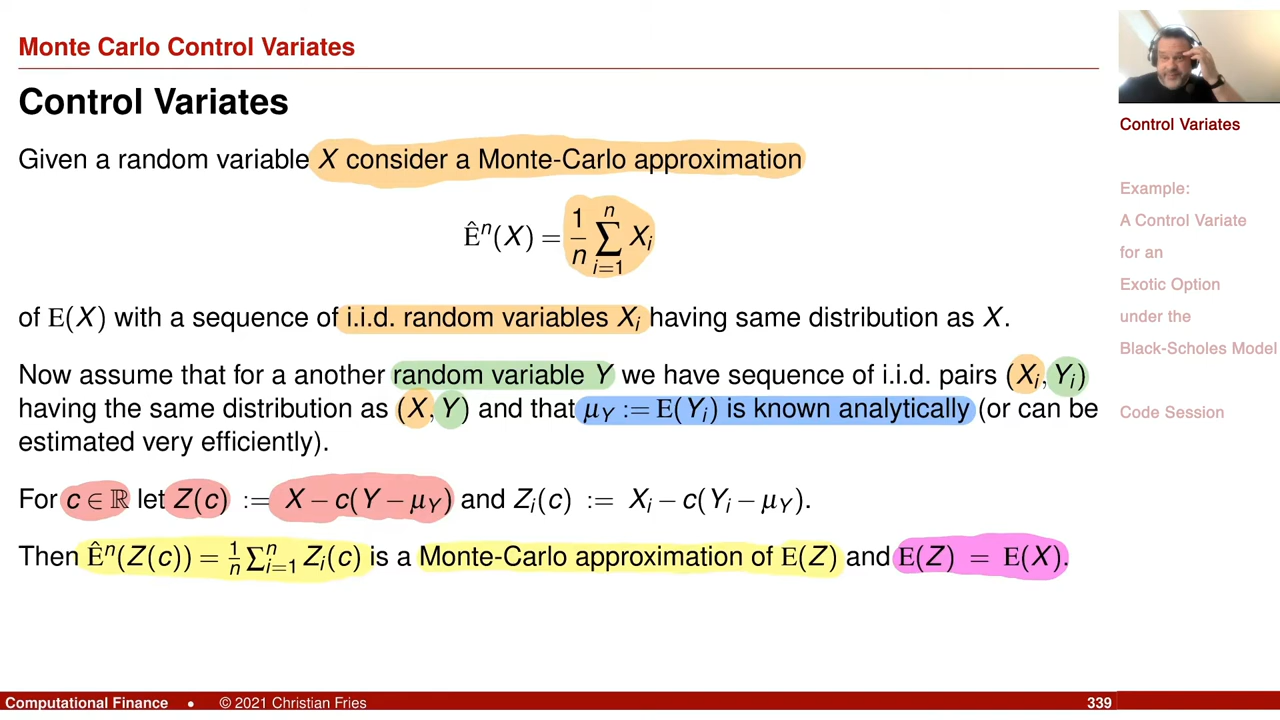 Monte Carlo Control Variates
Control Variates
Given a random variable X consider a Monte-Carlo approximation
Ê^n(X) = \frac{1}{n} \sum_{i=1}^{n} X_i
of E(X) with a sequence of i.i.d. random variables X_i having same distribution as X.
Now assume that for a another random variable Y we have sequence of i.i.d. pairs (X_i, Y_i)
having the same distribution as (X, Y) and that μ_Y := E(Y_i) is known analytically (or can be
estimated very efficiently).
For c ∈ ℝ let Z(c) := X − c(Y − μ_Y) and Z_i(c) := X_i − c(Y_i − μ_Y).
Then Ê^n(Z(c)) = \frac{1}{n} \sum_{i=1}^{n} Z_i(c) is a Monte-Carlo approximation of E(Z) and E(Z) = E(X).
Control Variates
Example:
A Control Variate
for an
Exotic Option
under the
Black-Scholes Model
Code Session
Computational Finance • © 2021 Christian Fries 339